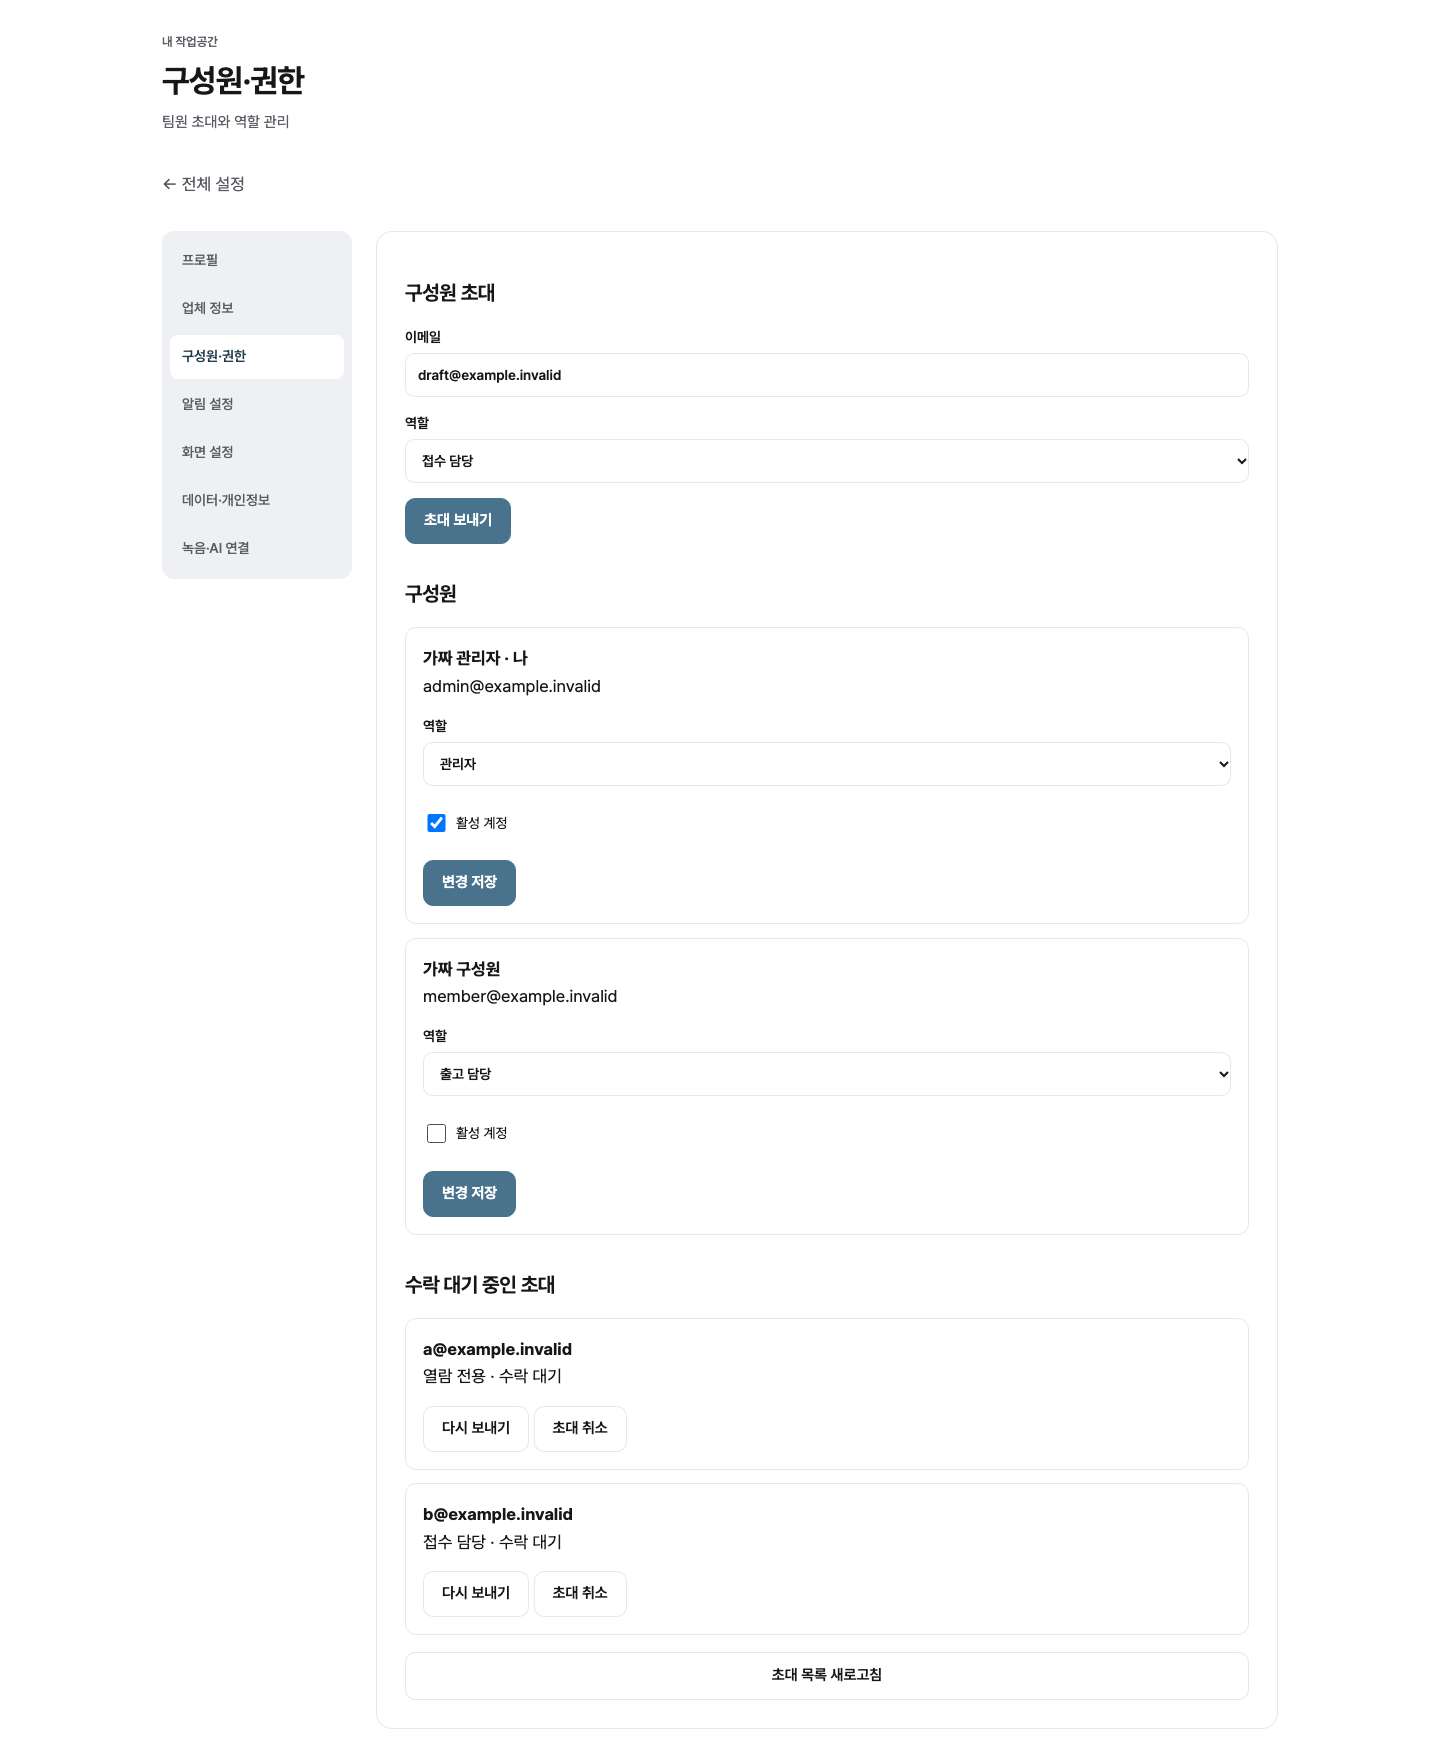 내 작업공간
구성원·권한
팀원 초대와 역할 관리
← 전체 설정
프로필
업체 정보
구성원·권한
알림 설정
화면 설정
데이터·개인정보
녹음·AI 연결
구성원 초대
이메일
draft@example.invalid
역할
접수 담당
초대 보내기
구성원
가짜 관리자 · 나
admin@example.invalid
역할
관리자
활성 계정
변경 저장
가짜 구성원
member@example.invalid
역할
출고 담당
활성 계정
변경 저장
수락 대기 중인 초대
a@example.invalid
열람 전용 · 수락 대기
다시 보내기 초대 취소
b@example.invalid
접수 담당 · 수락 대기
다시 보내기 초대 취소
초대 목록 새로고침